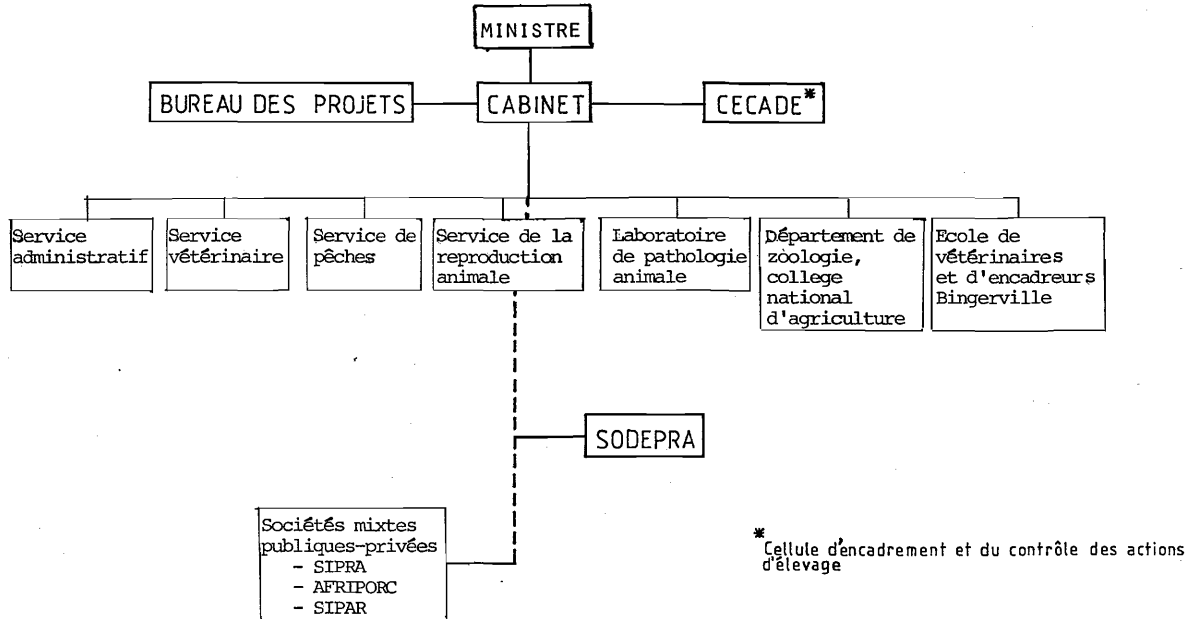 MINISTRE
BUREAU DES PROJETS
CABINET
CECADE*
Service
administratif
Service
vétérinaire
Service de
pêches
Service de la
reproduction
animale
Laboratoire
de pathologie
animale
Département de
zòologie,
college
national
d'agriculture
Ecole de
vétérinaires
et d'encadreurs
Bingerville
SODEPRA
Sociétés mixtes
publiques-privées
- SIPRA
- AFRIPORC
- SIPAR
*
Cellule d'encadrement et du contrôle des actions
d'élevage